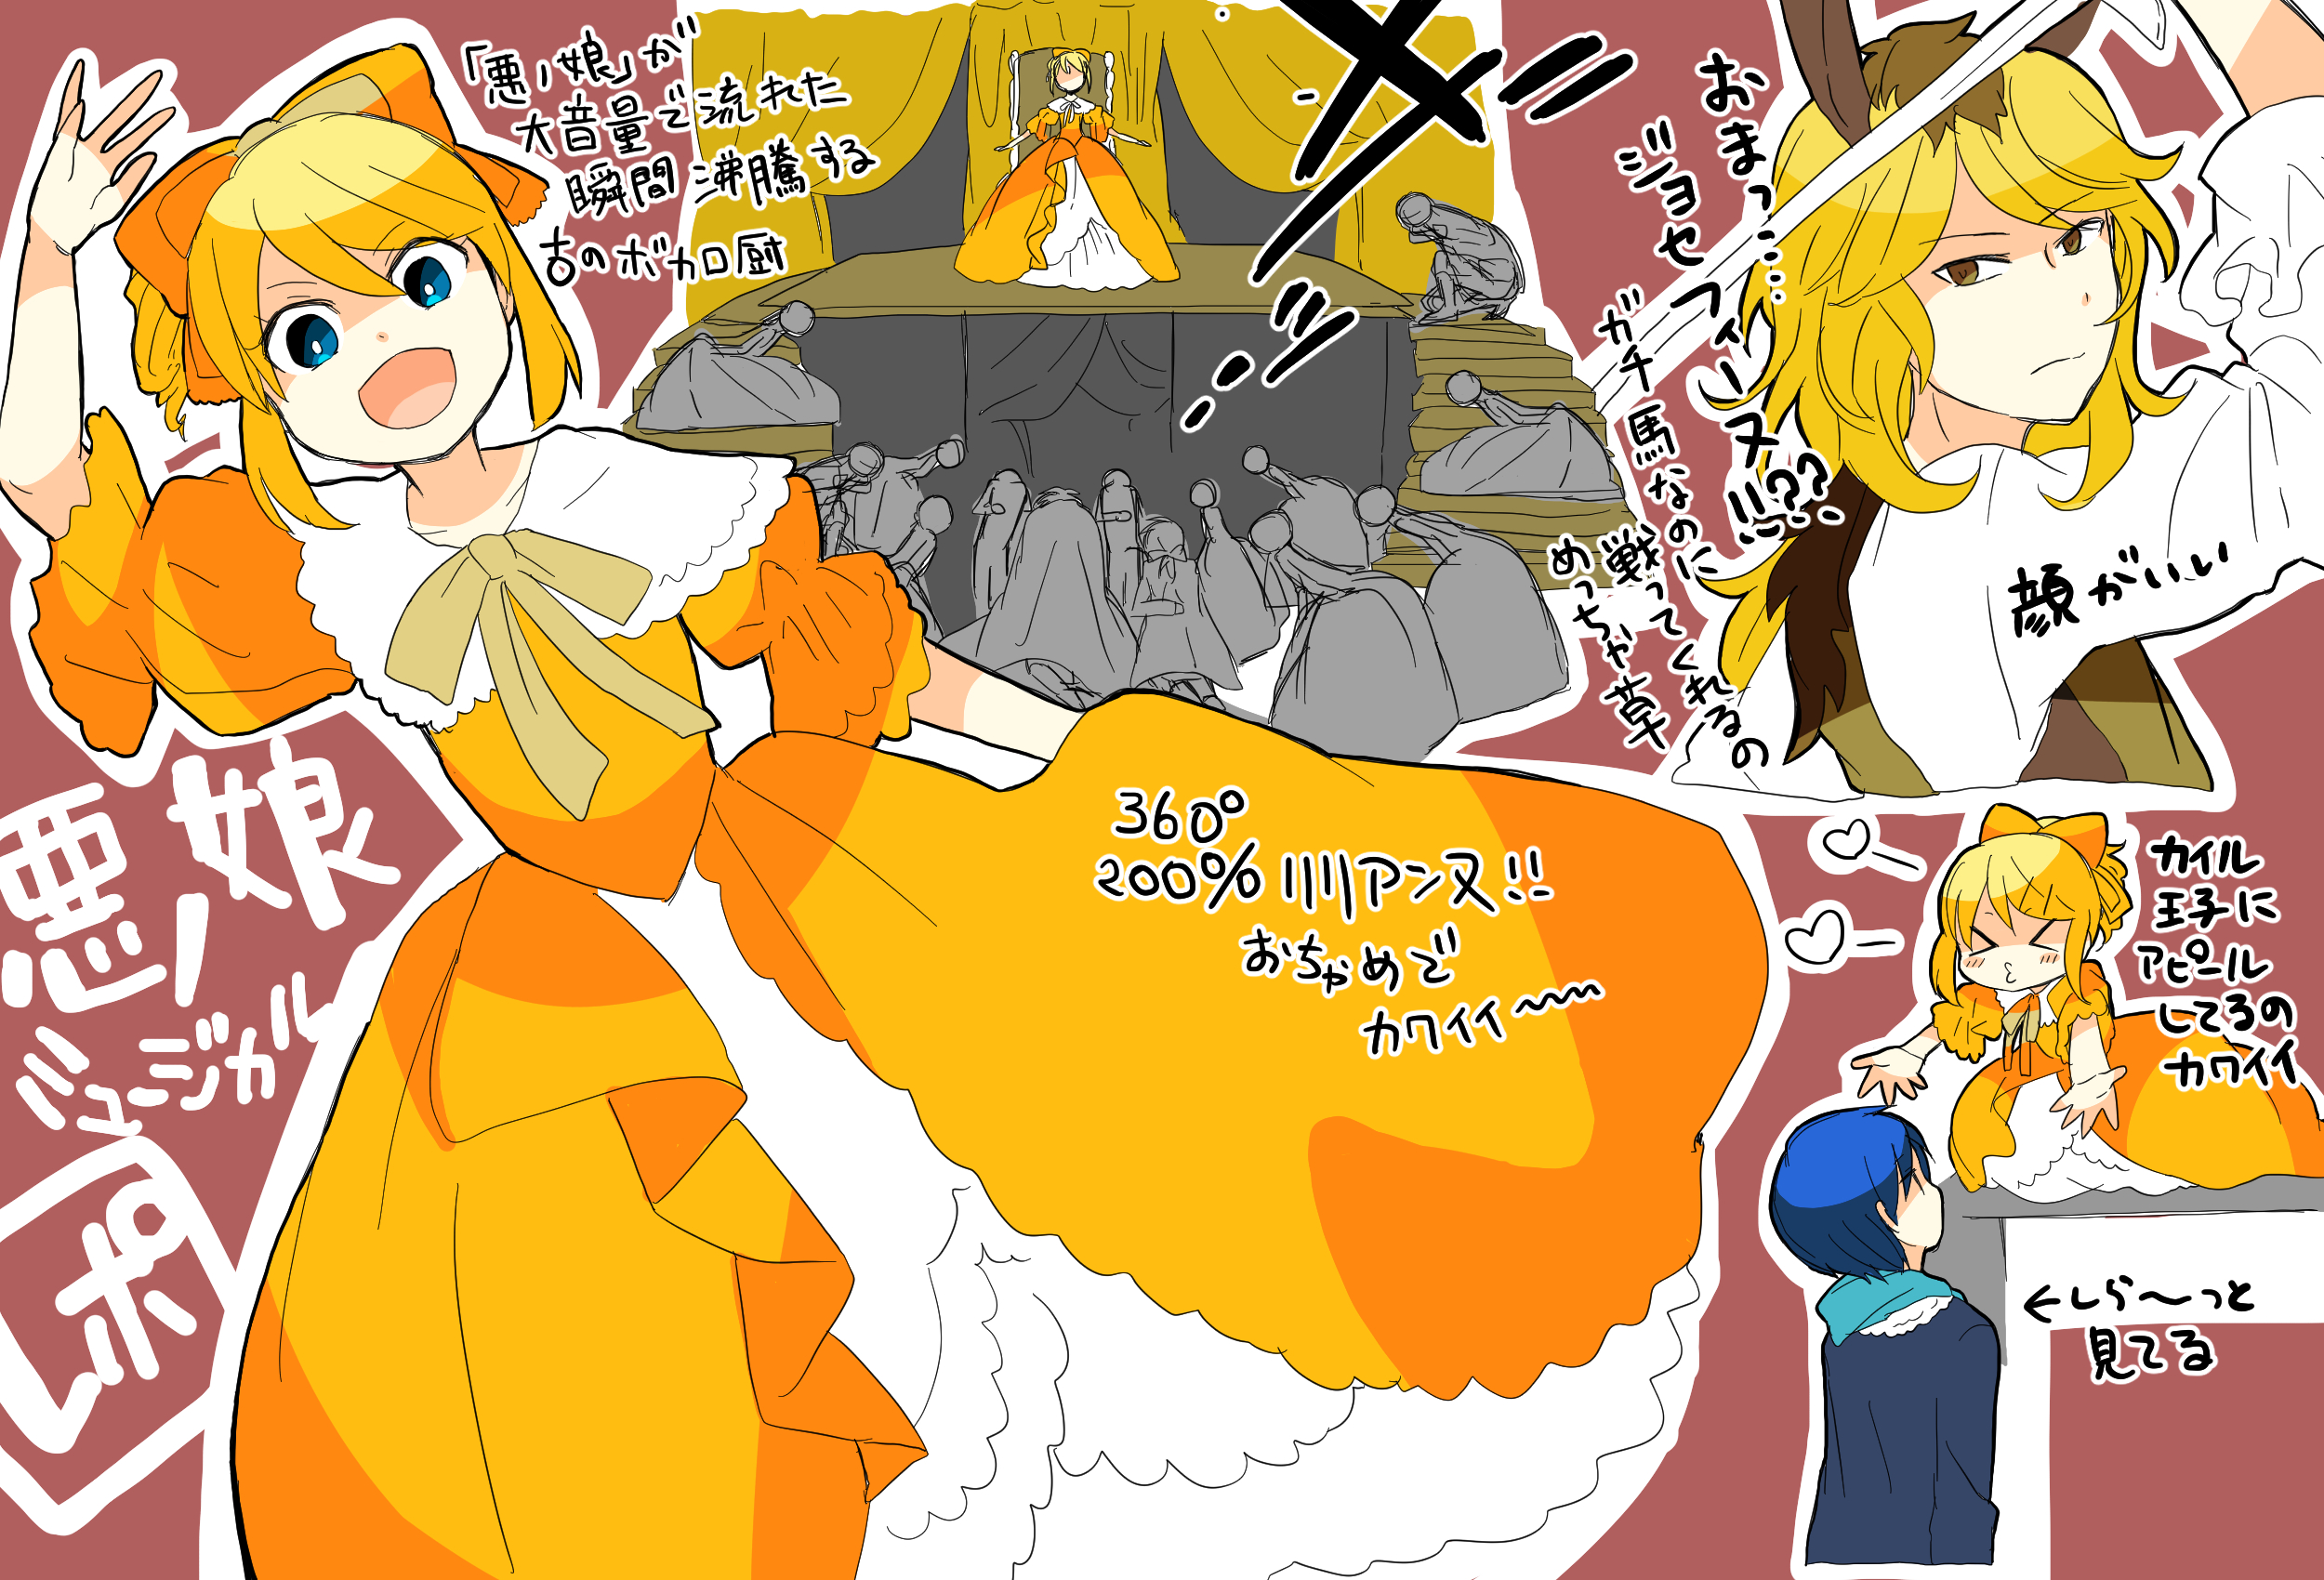 「悪ノ娘」が
大音量で流れた
瞬間 沸騰する
古のボカロ厨
おまっ……
ジョセフィーヌ!!!??
ガチ馬なのに
戦ってくれるの
めっちゃ草
顔がいい
360°
200%リリアンヌ!!
おちゃめで
カワイイ〜〜
悪ノ娘
ミュージカル
レポ
カイル
王子に
アピール
してるの
カワイイ
←しら〜っと
見てる